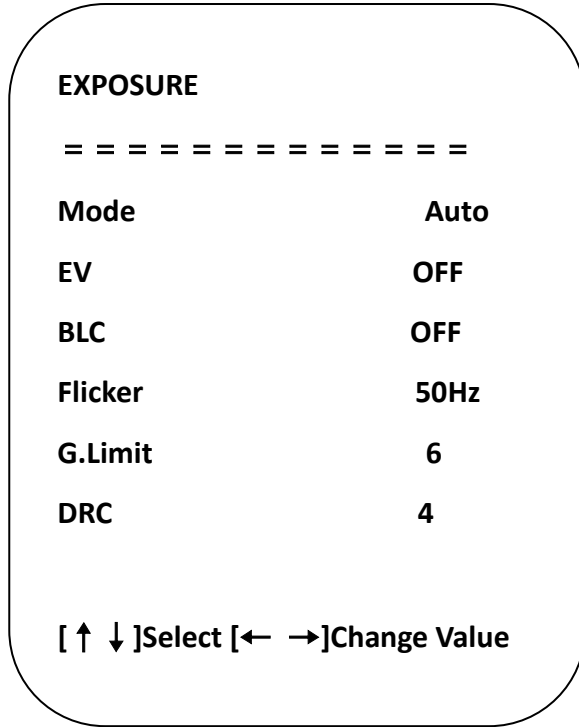 EXPOSURE
= = = = = = = = = = = = =
Mode Auto
EV OFF
BLC OFF
Flicker 50Hz
G.Limit 6
DRC 4
[ ↑ ↓ ]Select [← →]Change Value